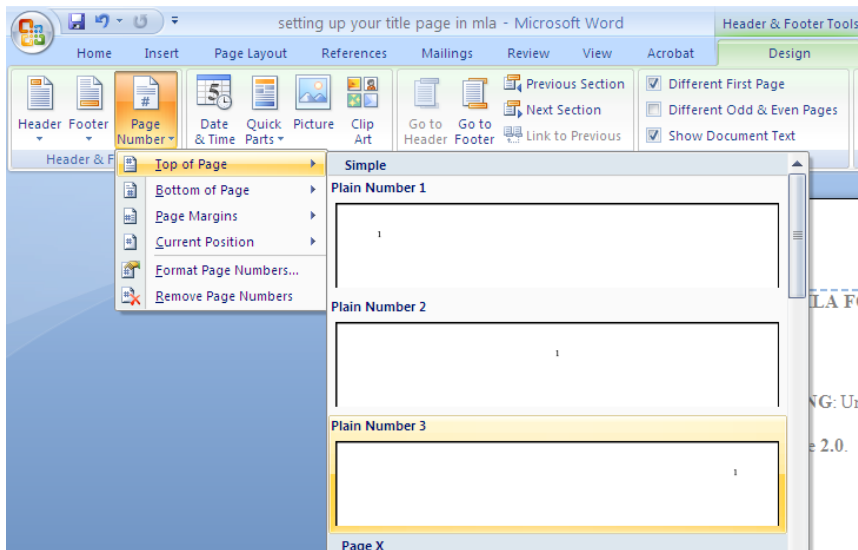 setting up your title page in mla - Microsoft Word
Header & Footer Tools
Home Insert Page Layout References Mailings Review View Acrobat Design
Header Footer Page Number
Date & Time Quick Parts Picture Clip Art
Go to Header Go to Footer
Previous Section
Next Section
Link to Previous
Different First Page
Different Odd & Even Pages
Show Document Text
Header & F
Top of Page
Bottom of Page
Page Margins
Current Position
Format Page Numbers...
Remove Page Numbers
Simple
Plain Number 1
1
Plain Number 2
1
Plain Number 3
1
Page X
LA FO
NG: Un
e 2.0.